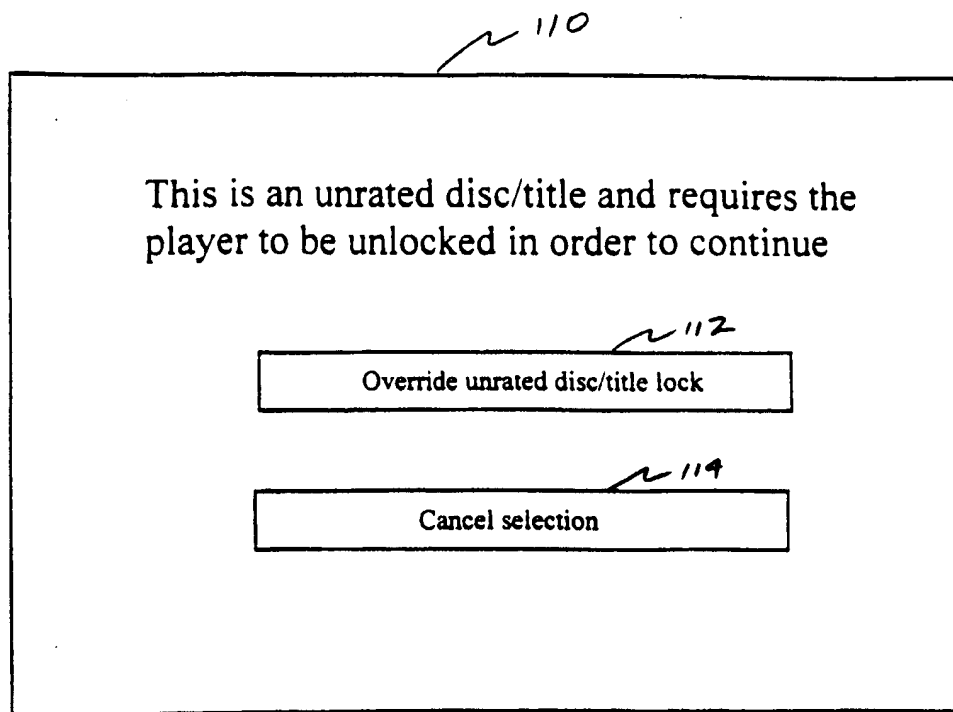 110
This is an unrated disc/title and requires the
player to be unlocked in order to continue
112
Override unrated disc/title lock
114
Cancel selection